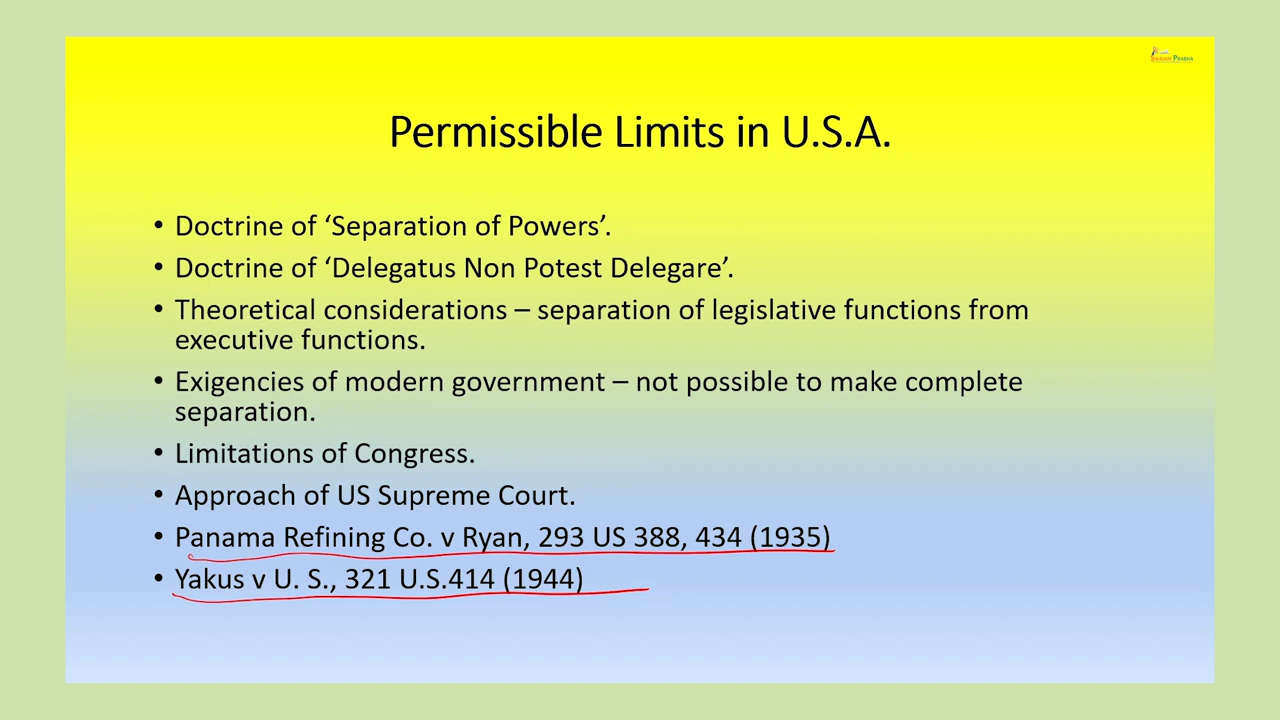 Permissible Limits in U.S.A.
• Doctrine of ‘Separation of Powers’.
• Doctrine of ‘Delegatus Non Potest Delegare’.
• Theoretical considerations – separation of legislative functions from
executive functions.
• Exigencies of modern government – not possible to make complete
separation.
• Limitations of Congress.
• Approach of US Supreme Court.
• Panama Refining Co. v Ryan, 293 US 388, 434 (1935)
• Yakus v U. S., 321 U.S.414 (1944)